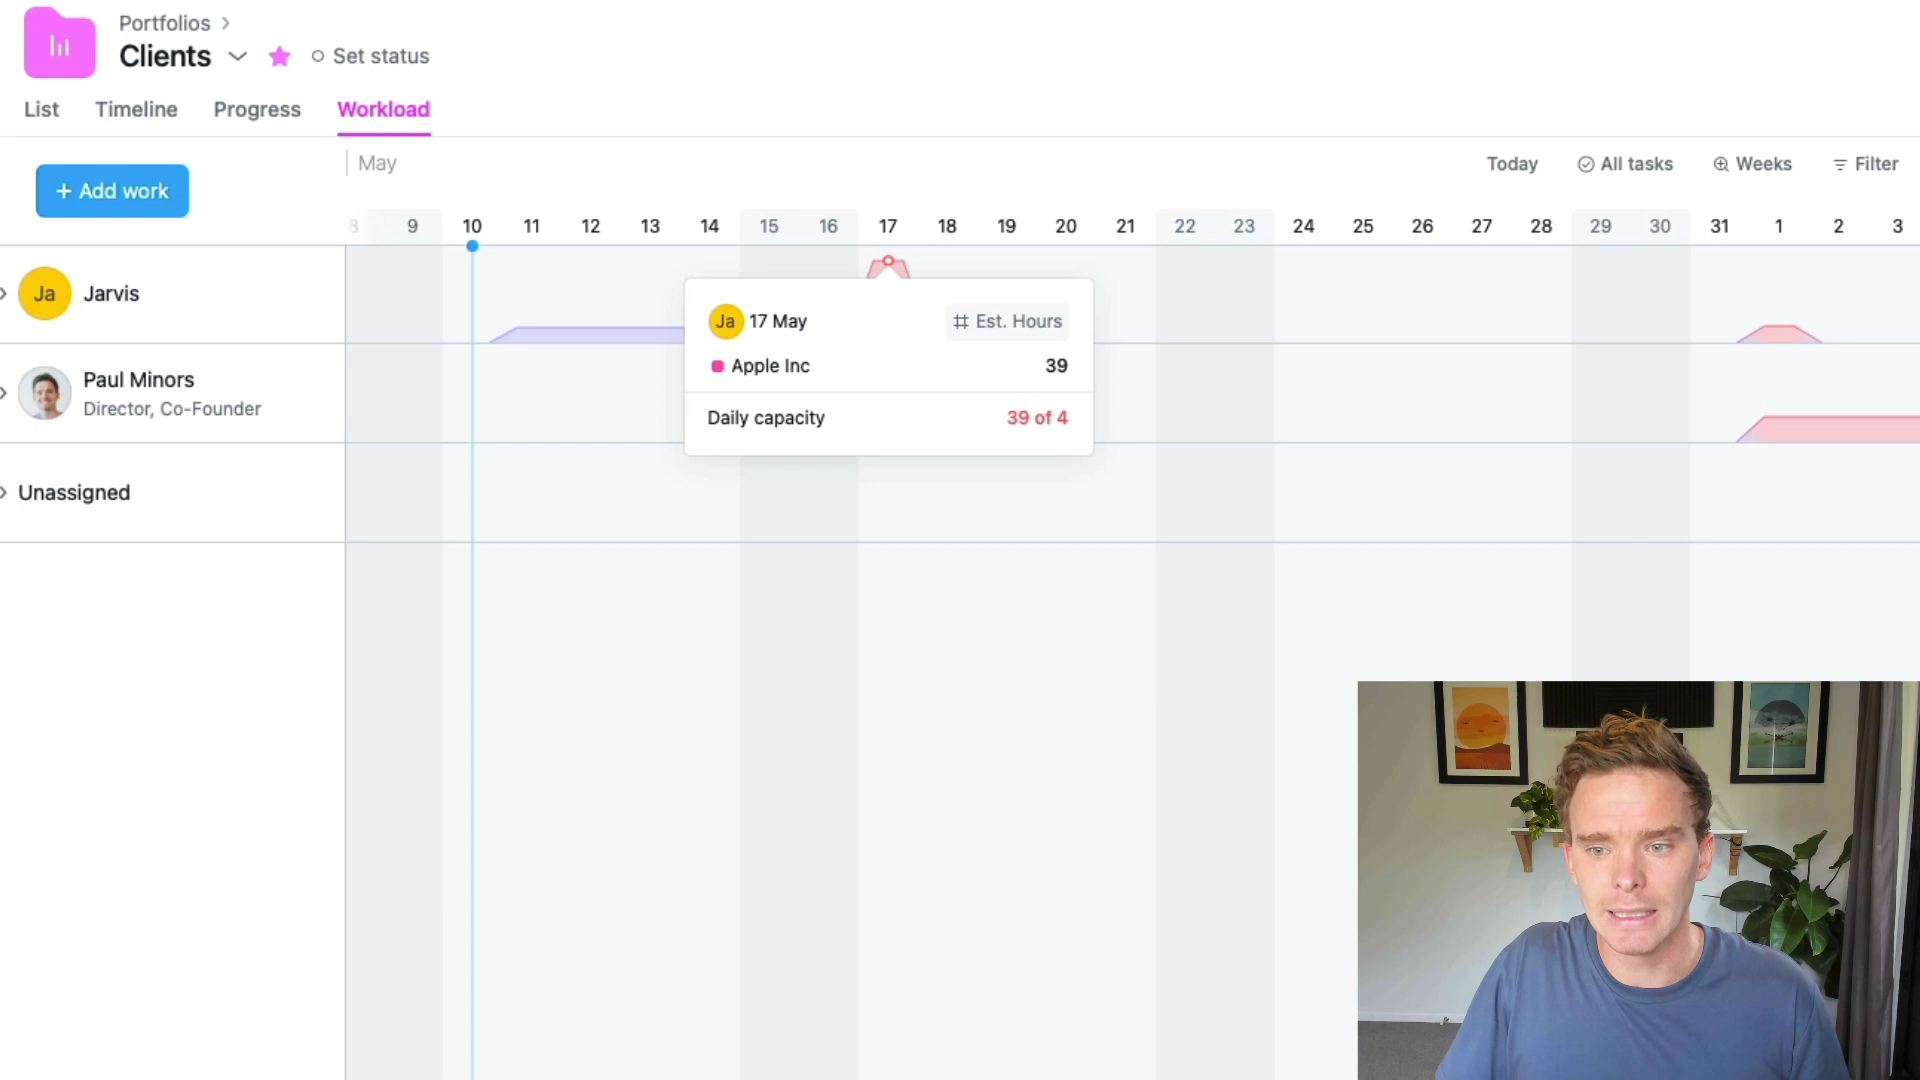 Portfolios
Clients
Set status
List Timeline Progress Workload
+ Add work
May
Today All tasks Weeks Filter
8 9 10 11 12 13 14 15 16 17 18 19 20 21 22 23 24 25 26 27 28 29 30 31 1 2 3
Ja Jarvis
Ja 17 May
# Est. Hours
Apple Inc 39
Daily capacity 39 of 4
Paul Minors
Director, Co-Founder
Unassigned